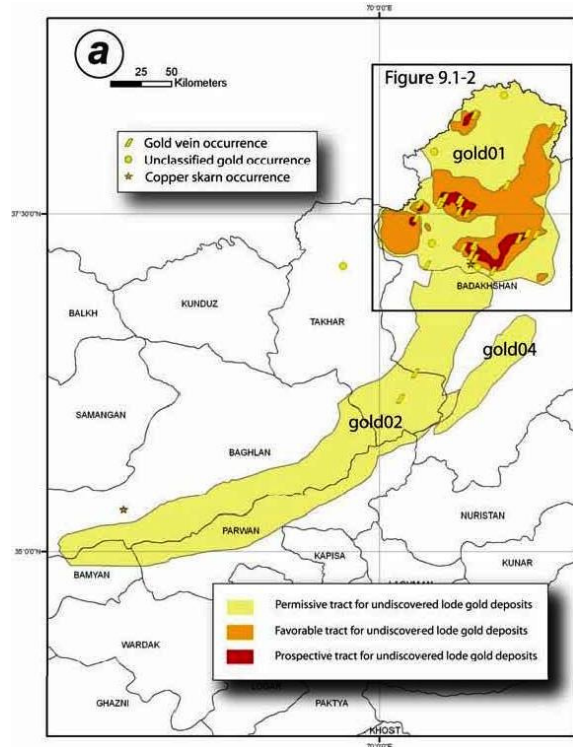 70°0'0"E
a
25 50
Kilometers
Figure 9.1-2
Gold vein occurrence
Unclassified gold occurrence
Copper skarn occurrence
gold01
37°30'0"N
BADAKHSHAN
KUNDUZ
BALKH
TAKHAR
gold04
SAMANGAN
gold02
BAGHLAN
NURISTAN
PARWAN
KAPISA
35°0'0"N
KUNAR
BAMYAN
Permissive tract for undiscovered lode gold deposits
Favorable tract for undiscovered lode gold deposits
Prospective tract for undiscovered lode gold deposits
WARDAK
GHAZNI
PAKTYA
KHOST
70°0'0"E